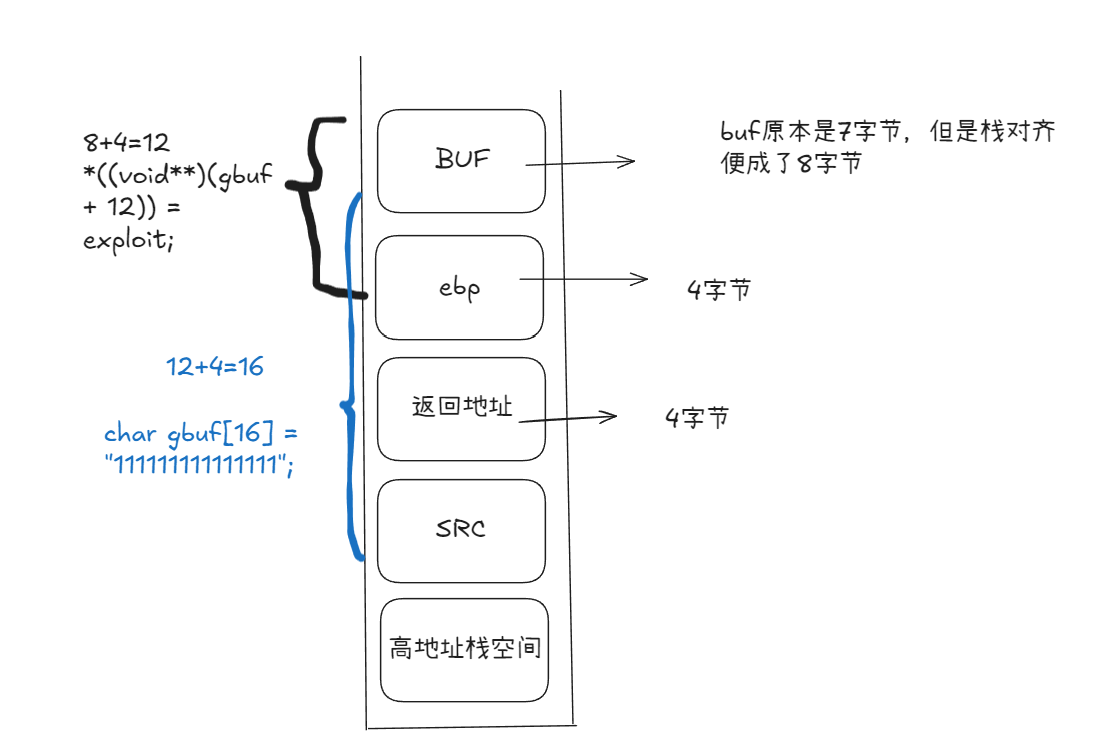 8+4=12
*((void**)(gbuf
+ 12)) =
exploit;
BUF
buf原本是7字节，但是栈对齐
便成了8字节
ebp
4字节
12+4=16
返回地址
4字节
char gbuf[16] =
"111111111111111";
SRC
高地址栈空间